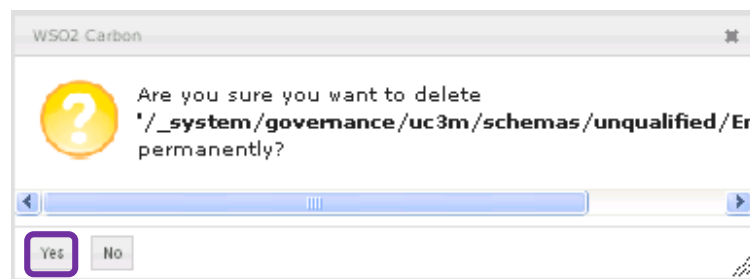 WSO2 Carbon
Are you sure you want to delete
'/_system/governance/uc3m/schemas/unqualified/En
permanently?
Yes No